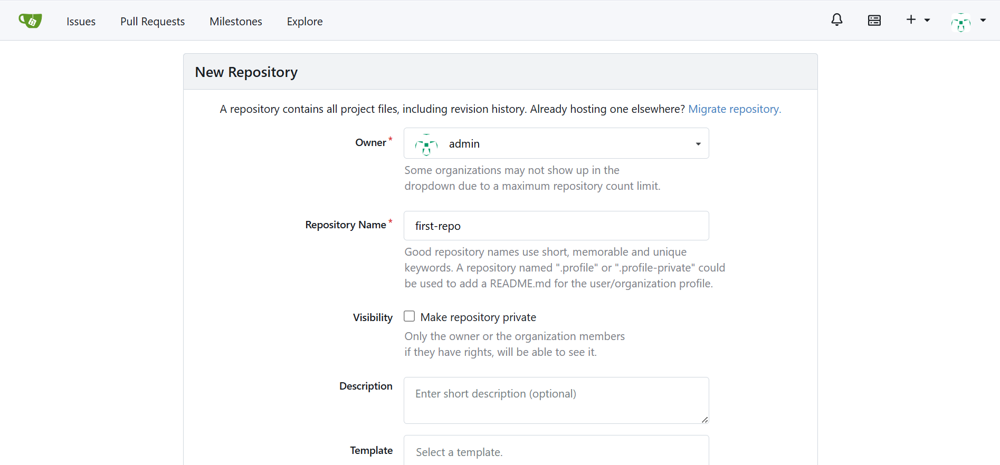 Issues Pull Requests Milestones Explore
New Repository
A repository contains all project files, including revision history. Already hosting one elsewhere? Migrate repository.
Owner *
admin
Some organizations may not show up in the
dropdown due to a maximum repository count limit.
Repository Name *
first-repo
Good repository names use short, memorable and unique
keywords. A repository named ".profile" or ".profile-private" could
be used to add a README.md for the user/organization profile.
Visibility
Make repository private
Only the owner or the organization members
if they have rights, will be able to see it.
Description
Enter short description (optional)
Template
Select a template.